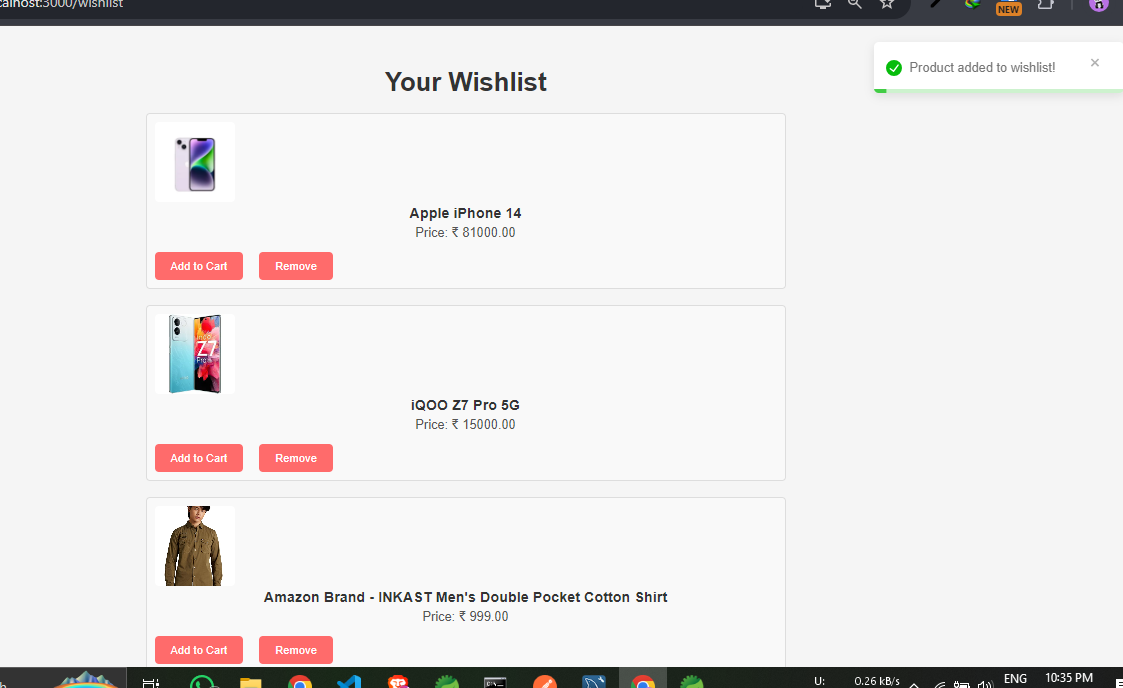 calhost:3000/wishlist
NEW
Product added to wishlist!
Your Wishlist
Apple iPhone 14
Price: ₹ 81000.00
Add to Cart
Remove
Z7
Pro
iQOO Z7 Pro 5G
Price: ₹ 15000.00
Add to Cart
Remove
Amazon Brand - INKAST Men's Double Pocket Cotton Shirt
Price: ₹ 999.00
Add to Cart
Remove
U:
0.26 kB/s
ENG
10:35 PM